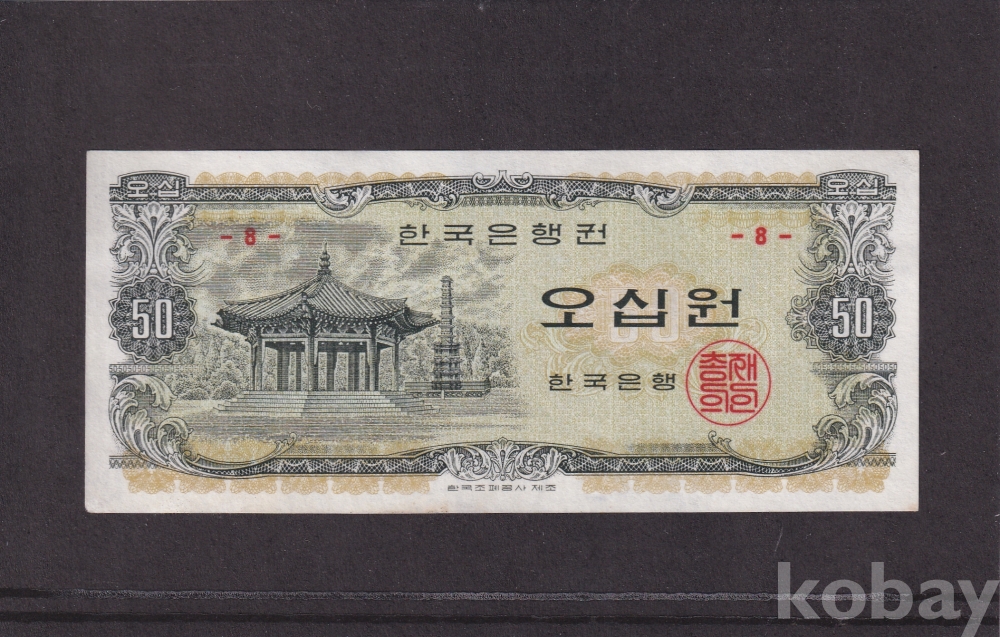 오십 오십
- 8 - 한국은행권 - 8 -
50 오십원 50
한국은행
총재의인
한국조폐공사 제조
kobay